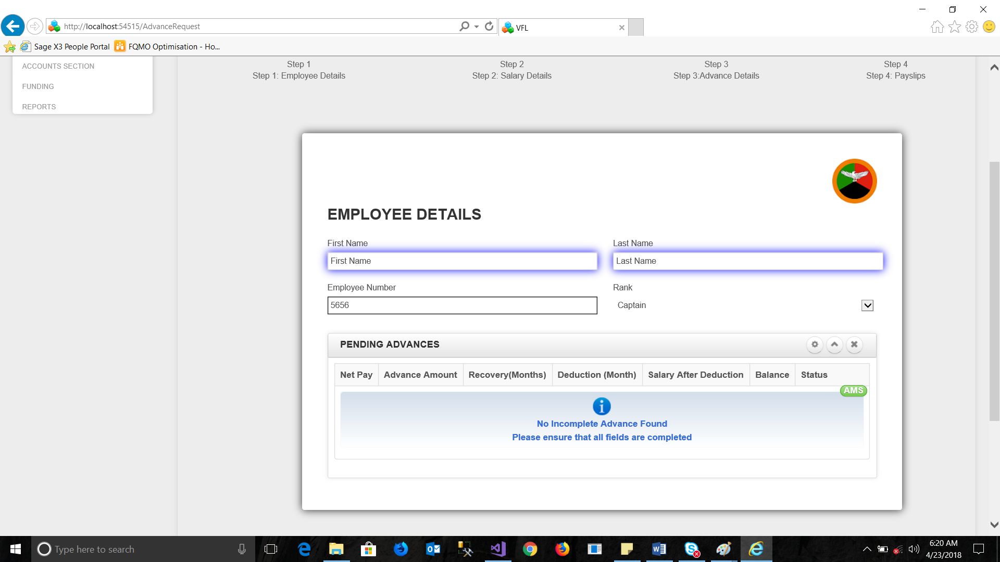 http://localhost:54515/AdvanceRequest
VFL
Sage X3 People Portal
FQMO Optimisation - Ho...
ACCOUNTS SECTION
FUNDING
REPORTS
Step 1
Step 1: Employee Details
Step 2
Step 2: Salary Details
Step 3
Step 3:Advance Details
Step 4
Step 4: Payslips
EMPLOYEE DETAILS
First Name
Last Name
First Name
Last Name
Employee Number
Rank
5656
Captain
PENDING ADVANCES
Net Pay
Advance Amount
Recovery(Months)
Deduction (Month)
Salary After Deduction
Balance
Status
AMS
No Incomplete Advance Found
Please ensure that all fields are completed
Type here to search
6:20 AM
4/23/2018